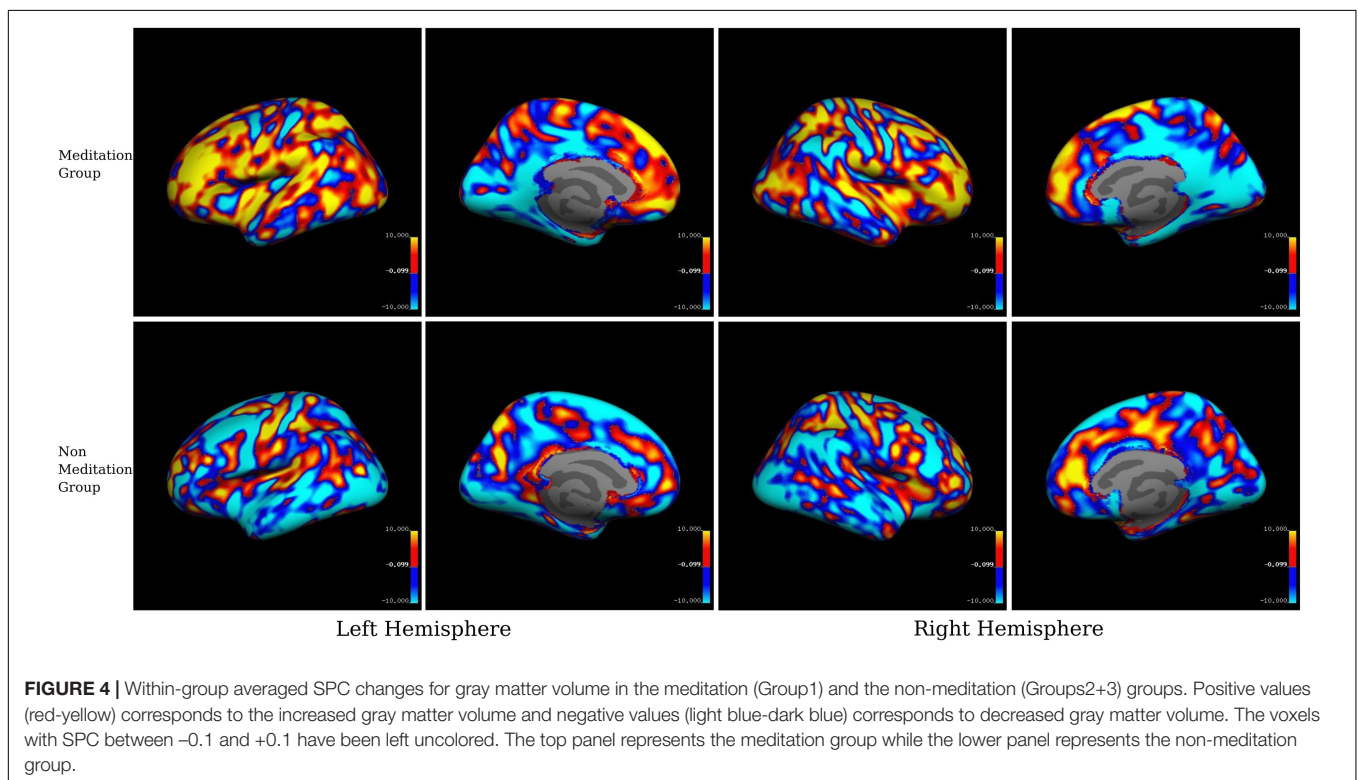 Meditation
Group
10.000
-0.099
-10.000
10.000
-0.099
-10.000
10.000
-0.099
-10.000
10.000
-0.099
-10.000
Non
Meditation
Group
10.000
-0.099
-10.000
10.000
-0.099
-10.000
10.000
-0.099
-10.000
10.000
-0.099
-10.000
Left Hemisphere
Right Hemisphere
FIGURE 4 | Within-group averaged SPC changes for gray matter volume in the meditation (Group1) and the non-meditation (Groups2+3) groups. Positive values
(red-yellow) corresponds to the increased gray matter volume and negative values (light blue-dark blue) corresponds to decreased gray matter volume. The voxels
with SPC between –0.1 and +0.1 have been left uncolored. The top panel represents the meditation group while the lower panel represents the non-meditation
group.